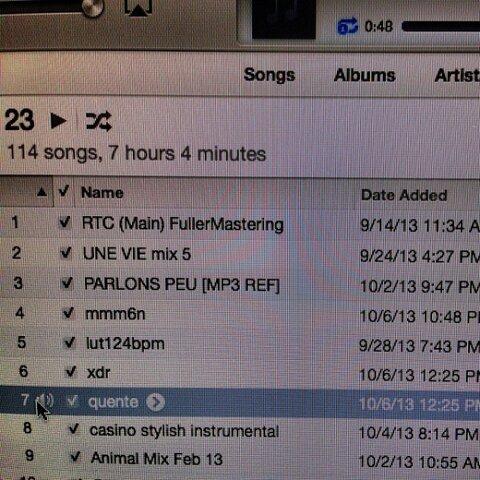 0:48
Songs Albums Artist
23
114 songs, 7 hours 4 minutes
Name Date Added
1 RTC (Main) FullerMastering 9/14/13 11:34 A
2 UNE VIE mix 5 9/24/13 4:27 PM
3 PARLONS PEU [MP3 REF] 10/2/13 9:47 PM
4 mmm6n 10/6/13 10:48 P
5 lut124bpm 9/28/13 7:43 PM
6 xdr 10/6/13 12:25 PM
7 quente 10/6/13 12:25 PM
8 casino stylish instrumental 10/4/13 8:14 PM
9 Animal Mix Feb 13 10/2/13 10:55 AM